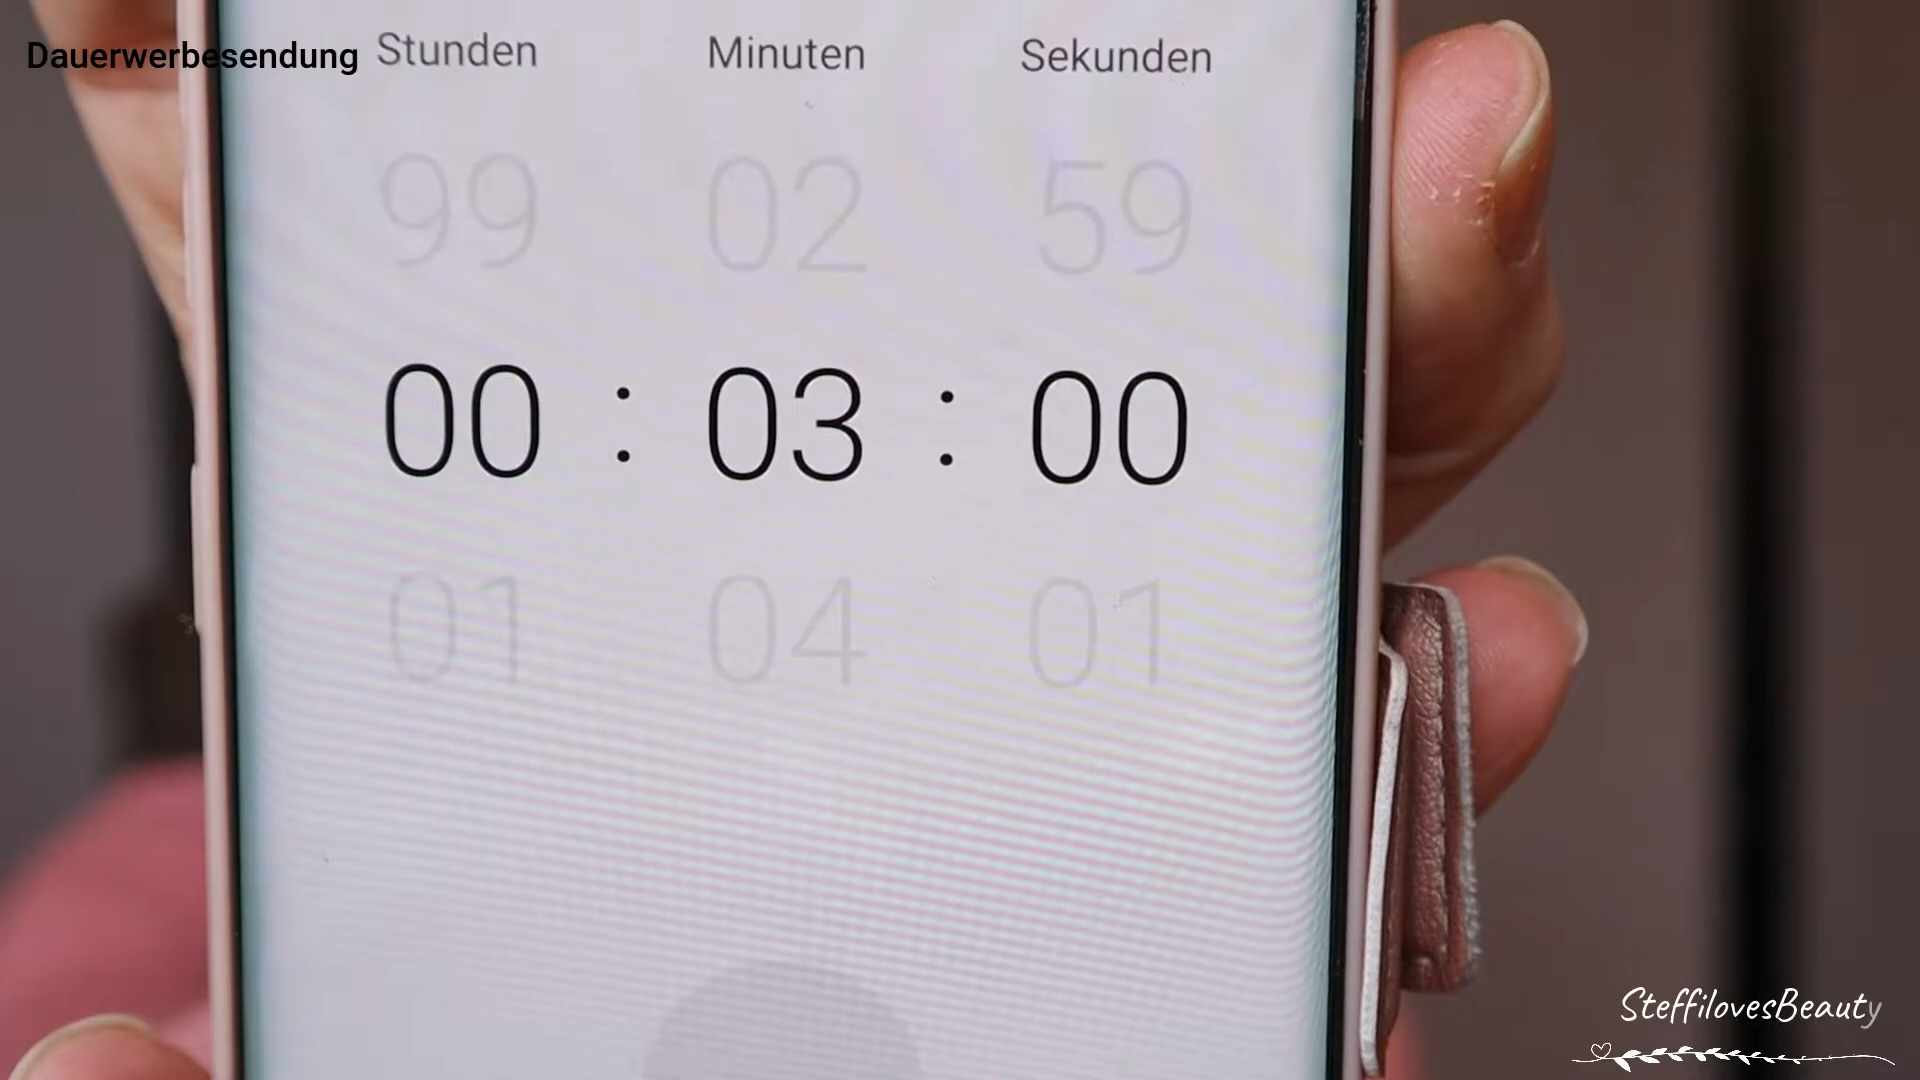 Dauerwerbesendung
Stunden Minuten Sekunden
99 02 59
00 : 03 : 00
01 04 01
SteffilovesBeauty